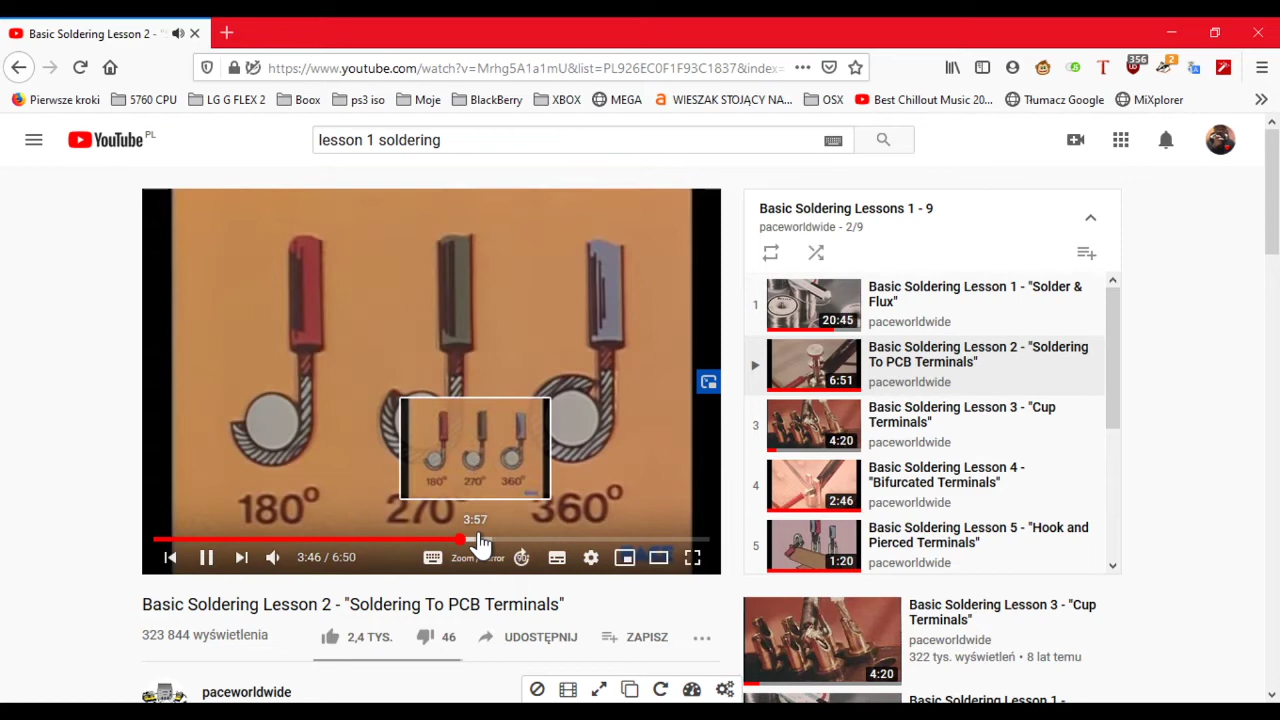 Basic Soldering Lesson 2 - "S
https://www.youtube.com/watch?v=Mrhg5A1a1mU&list=PL926EC0F1F93C1837&index=
356
2
Pierwsze kroki
5760 CPU
LG G FLEX 2
Boox
ps3 iso
Moje
BlackBerry
XBOX
MEGA
WIESZAK STOJĄCY NA...
OSX
Best Chillout Music 20...
Tłumacz Google
MiXplorer
YouTube PL
lesson 1 soldering
180° 270° 360°
180° 270° 360°
3:57
3:46 / 6:50
Basic Soldering Lesson 2 - "Soldering To PCB Terminals"
323 844 wyświetlenia
2,4 TYS.
46
UDOSTĘPNIJ
ZAPISZ
paceworldwide
Basic Soldering Lessons 1 - 9
paceworldwide - 2/9
1
20:45
Basic Soldering Lesson 1 - "Solder &
Flux"
paceworldwide
6:51
Basic Soldering Lesson 2 - "Soldering
To PCB Terminals"
paceworldwide
3
4:20
Basic Soldering Lesson 3 - "Cup
Terminals"
paceworldwide
4
2:46
Basic Soldering Lesson 4 -
"Bifurcated Terminals"
paceworldwide
5
1:20
Basic Soldering Lesson 5 - "Hook and
Pierced Terminals"
paceworldwide
4:20
Basic Soldering Lesson 3 - "Cup
Terminals"
paceworldwide
322 tys. wyświetleń • 8 lat temu
Basic Soldering Lesson 1 -